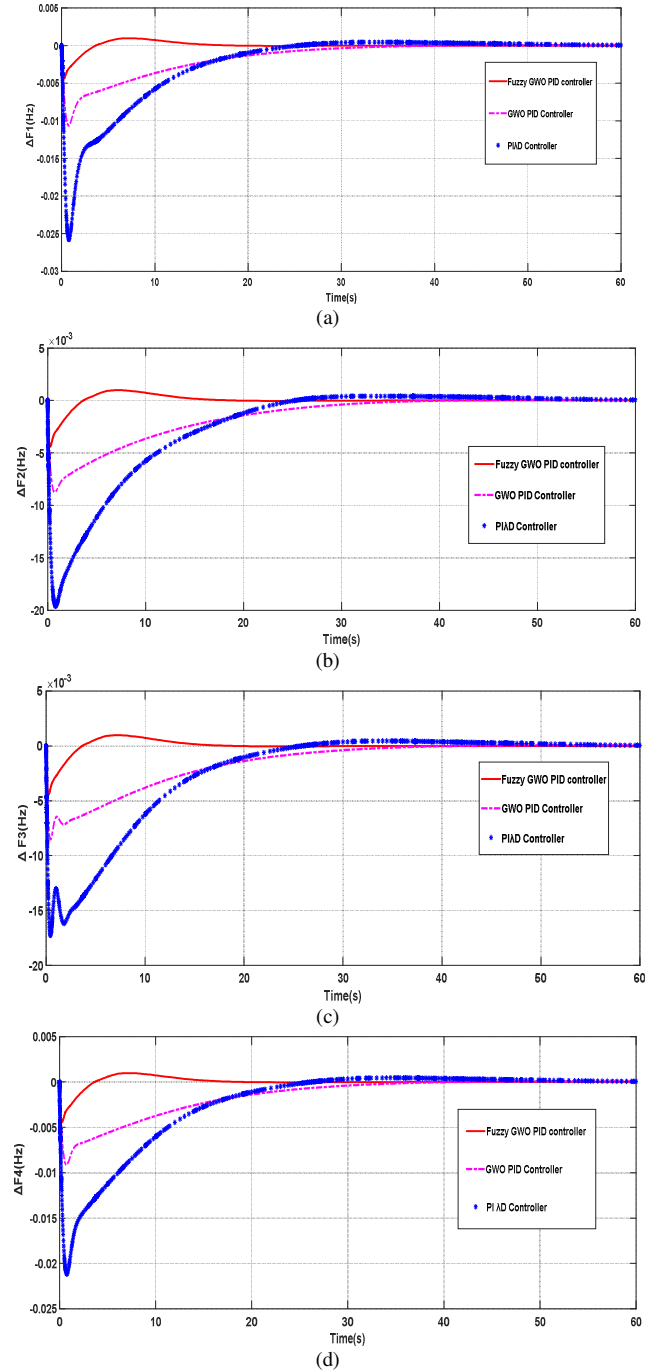 0.005
0
-0.005
-0.01
-0.015
-0.02
-0.025
-0.03
ΔF1(Hz)
Fuzzy GWO PID controller
GWO PID Controller
PIλD Controller
0 10 20 30 40 50 60
Time(s)
(a)
×10⁻³
5
0
-5
-10
-15
-20
ΔF2(Hz)
Fuzzy GWO PID controller
GWO PID Controller
PIλD Controller
0 10 20 30 40 50 60
Time(s)
(b)
×10⁻³
5
0
-5
-10
-15
-20
Δ F3(Hz)
Fuzzy GWO PID controller
GWO PID Controller
PIλD Controller
0 10 20 30 40 50 60
Time(s)
(c)
0.005
0
-0.005
-0.01
-0.015
-0.02
-0.025
ΔF4(Hz)
Fuzzy GWO PID controller
GWO PID Controller
PI λD Controller
0 10 20 30 40 50 60
Time(s)
(d)